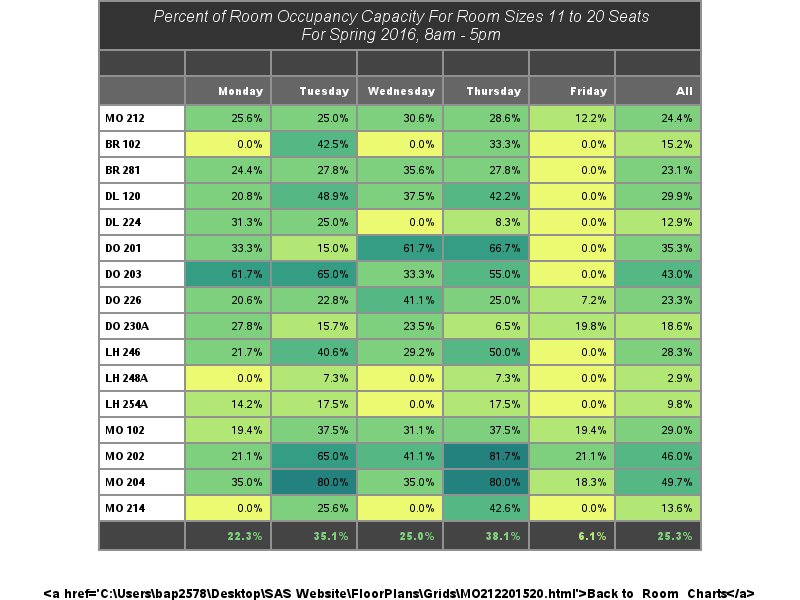 Percent of Room Occupancy Capacity For Room Sizes 11 to 20 Seats
For Spring 2016, 8am - 5pm
Monday Tuesday Wednesday Thursday Friday All
MO 212 25.6% 25.0% 30.6% 28.6% 12.2% 24.4%
BR 102 0.0% 42.5% 0.0% 33.3% 0.0% 15.2%
BR 281 24.4% 27.8% 35.6% 27.8% 0.0% 23.1%
DL 120 20.8% 48.9% 37.5% 42.2% 0.0% 29.9%
DL 224 31.3% 25.0% 0.0% 8.3% 0.0% 12.9%
DO 201 33.3% 15.0% 61.7% 66.7% 0.0% 35.3%
DO 203 61.7% 65.0% 33.3% 55.0% 0.0% 43.0%
DO 226 20.6% 22.8% 41.1% 25.0% 7.2% 23.3%
DO 230A 27.8% 15.7% 23.5% 6.5% 19.8% 18.6%
LH 246 21.7% 40.6% 29.2% 50.0% 0.0% 28.3%
LH 248A 0.0% 7.3% 0.0% 7.3% 0.0% 2.9%
LH 254A 14.2% 17.5% 0.0% 17.5% 0.0% 9.8%
MO 102 19.4% 37.5% 31.1% 37.5% 19.4% 29.0%
MO 202 21.1% 65.0% 41.1% 81.7% 21.1% 46.0%
MO 204 35.0% 80.0% 35.0% 80.0% 18.3% 49.7%
MO 214 0.0% 25.6% 0.0% 42.6% 0.0% 13.6%
22.3% 35.1% 25.0% 38.1% 6.1% 25.3%
<a href='C:\Users\bap2578\Desktop\SAS Website\FloorPlans\Grids\MO212201520.html'>Back to Room Charts</a>